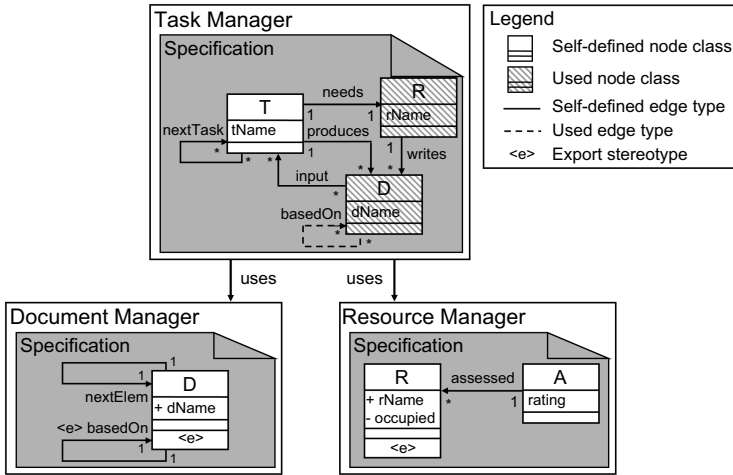 Task Manager
Specification
T
tName
nextTask
*
*
*
needs
1
1
R
rName
produces
1
*
1
writes
*
input
*
D
dName
basedOn
*
*
Legend
Self-defined node class
Used node class
Self-defined edge type
Used edge type
<e> Export stereotype
uses
uses
Document Manager
Specification
1
1
nextElem
D
+ dName
<e>
<e> basedOn
1
1
Resource Manager
Specification
R
+ rName
- occupied
<e>
assessed
*
1
A
rating